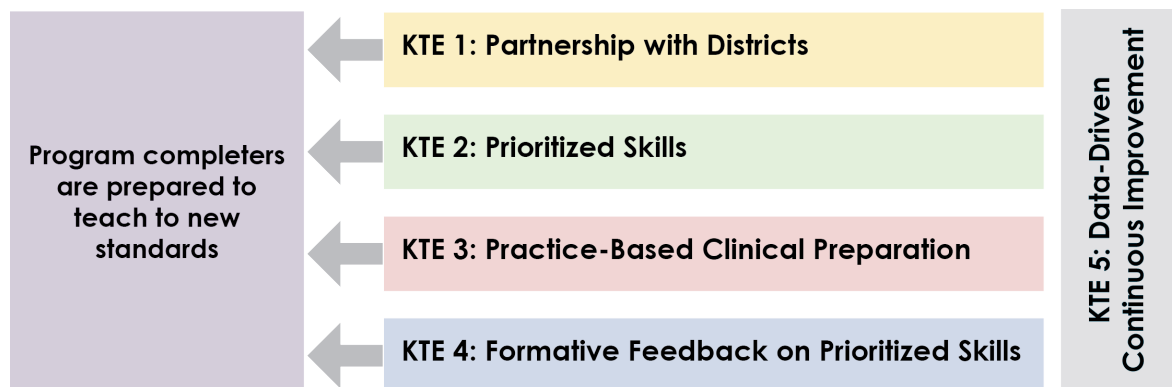 Program completers
are prepared to
teach to new
standards
KTE 1: Partnership with Districts
KTE 2: Prioritized Skills
KTE 3: Practice-Based Clinical Preparation
KTE 4: Formative Feedback on Prioritized Skills
KTE 5: Data-Driven
Continuous Improvement